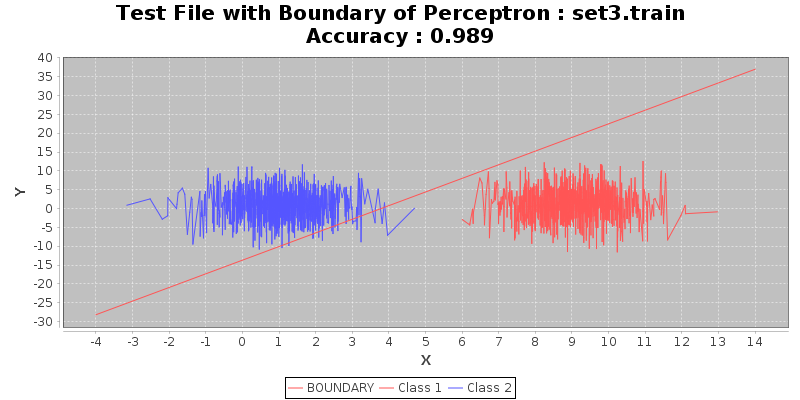 Test File with Boundary of Perceptron : set3.train
Accuracy : 0.989
40
35
30
25
20
15
10
5
0
-5
-10
-15
-20
-25
-30
Y
-4 -3 -2 -1 0 1 2 3 4 5 6 7 8 9 10 11 12 13 14
X
BOUNDARY Class 1 Class 2